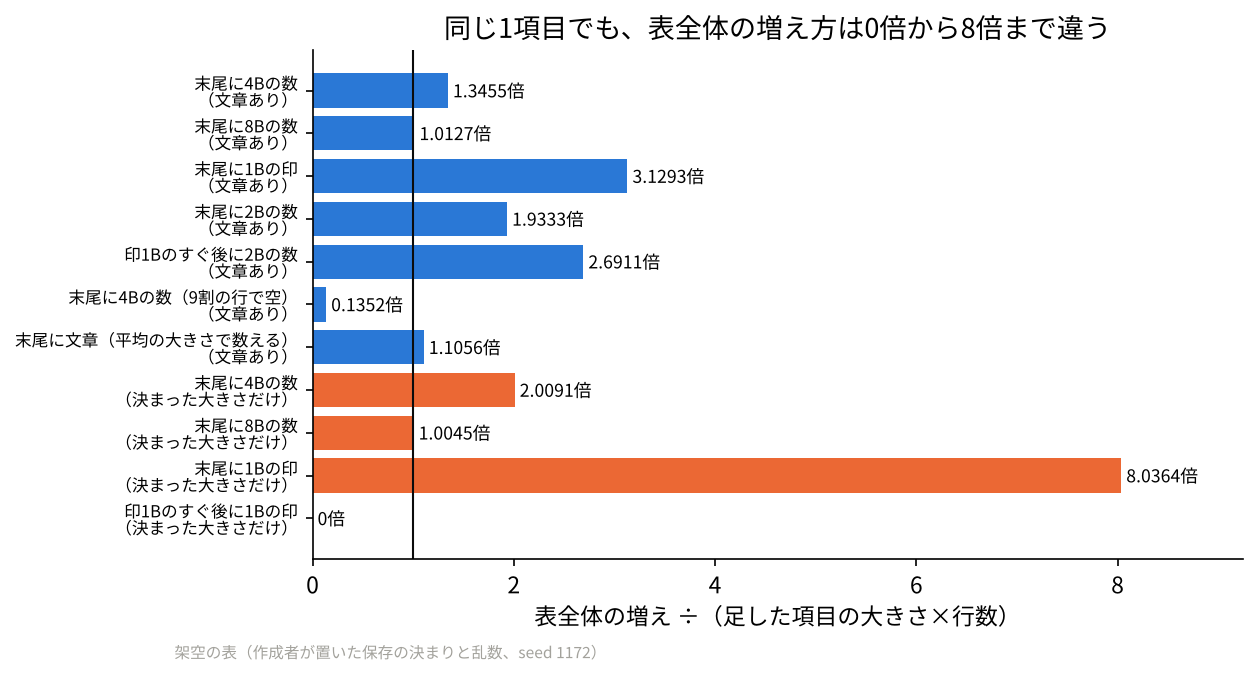 同じ1項目でも、表全体の増え方は0倍から8倍まで違う
末尾に4Bの数
（文章あり）
1.3455倍
末尾に8Bの数
（文章あり）
1.0127倍
末尾に1Bの印
（文章あり）
3.1293倍
末尾に2Bの数
（文章あり）
1.9333倍
印1Bのすぐ後に2Bの数
（文章あり）
2.6911倍
末尾に4Bの数（9割の行で空）
（文章あり）
0.1352倍
末尾に文章（平均の大きさで数える）
（文章あり）
1.1056倍
末尾に4Bの数
（決まった大きさだけ）
2.0091倍
末尾に8Bの数
（決まった大きさだけ）
1.0045倍
末尾に1Bの印
（決まった大きさだけ）
8.0364倍
印1Bのすぐ後に1Bの印
（決まった大きさだけ）
0倍
0 2 4 6 8
表全体の増え ÷（足した項目の大きさ×行数）
架空の表（作成者が置いた保存の決まりと乱数、seed 1172）